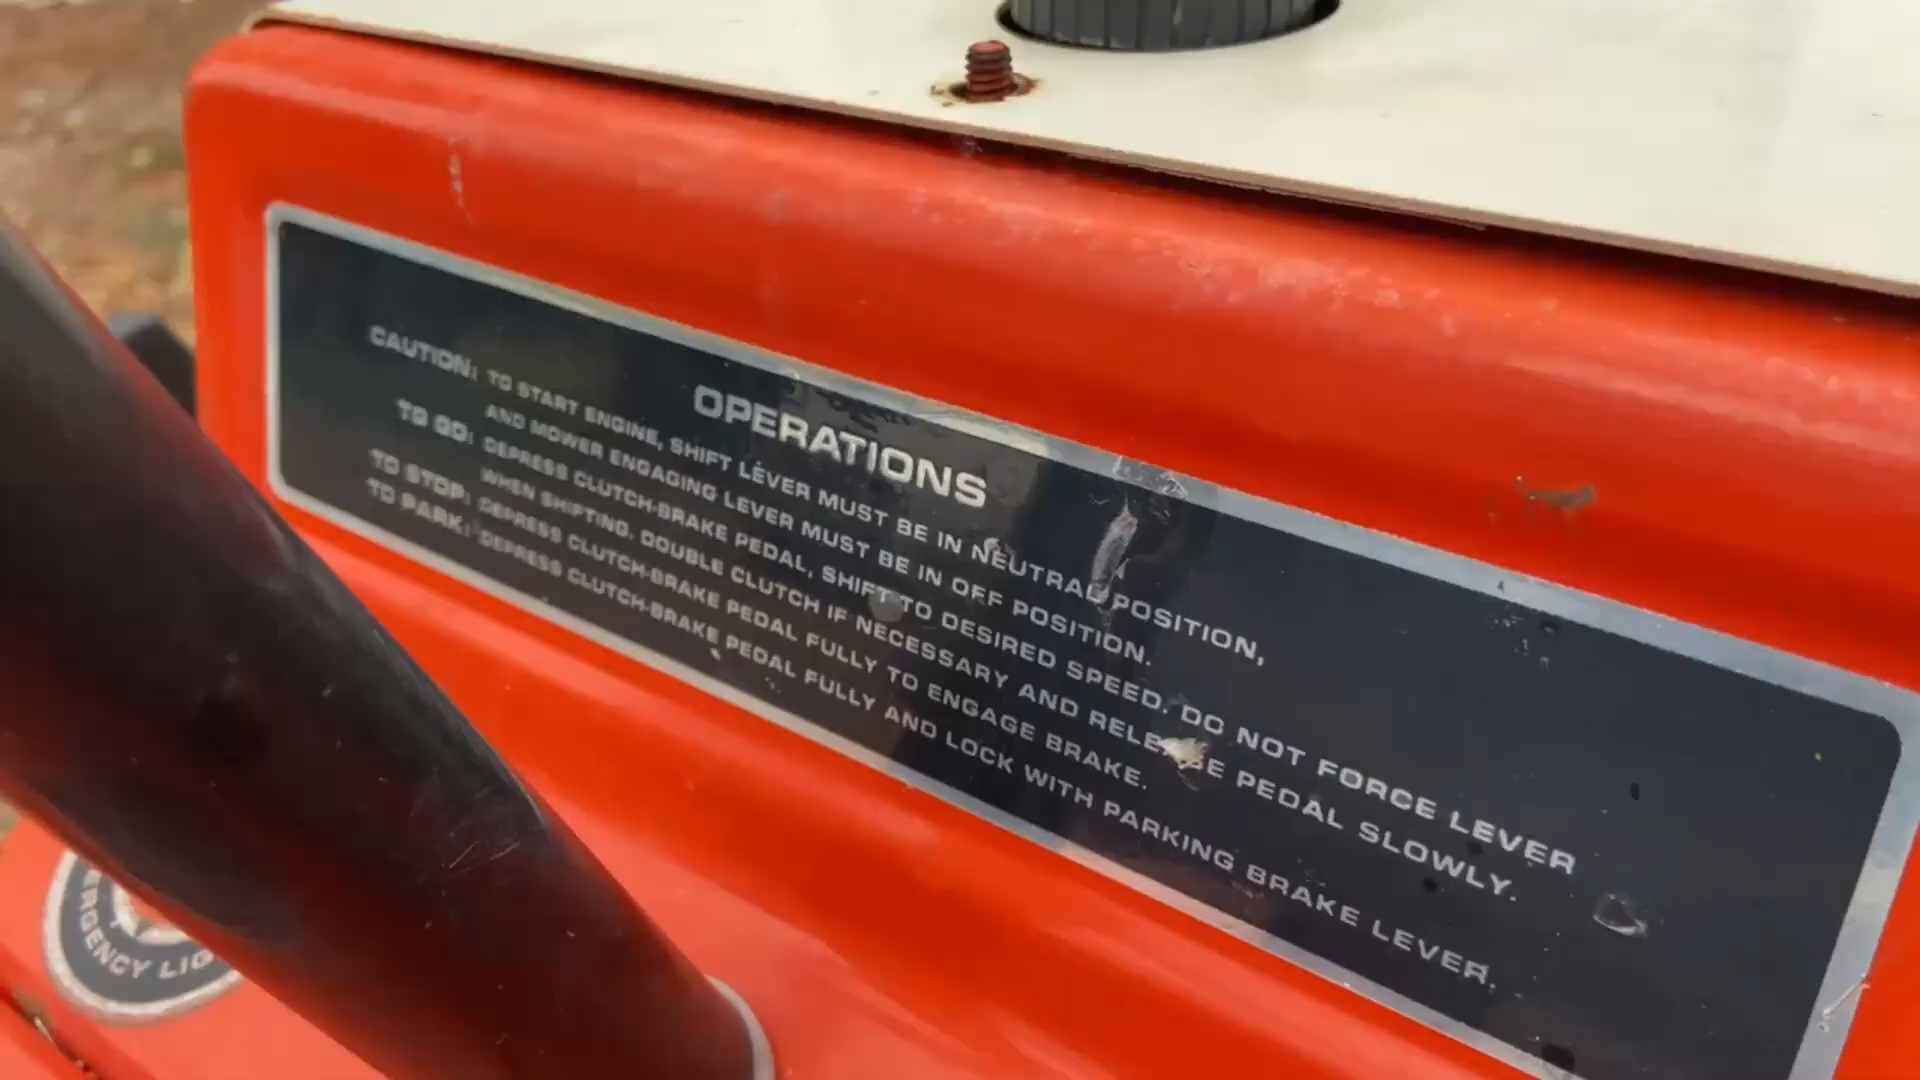 OPERATIONS
CAUTION: TO START ENGINE, SHIFT LEVER MUST BE IN NEUTRAL POSITION,
AND MOWER ENGAGING LEVER MUST BE IN OFF POSITION.
TO GO: DEPRESS CLUTCH-BRAKE PEDAL, SHIFT TO DESIRED SPEED. DO NOT FORCE LEVER
WHEN SHIFTING. DOUBLE CLUTCH IF NECESSARY AND RELEASE PEDAL SLOWLY.
TO STOP: DEPRESS CLUTCH-BRAKE PEDAL FULLY TO ENGAGE BRAKE.
TO PARK: DEPRESS CLUTCH-BRAKE PEDAL FULLY AND LOCK WITH PARKING BRAKE LEVER.